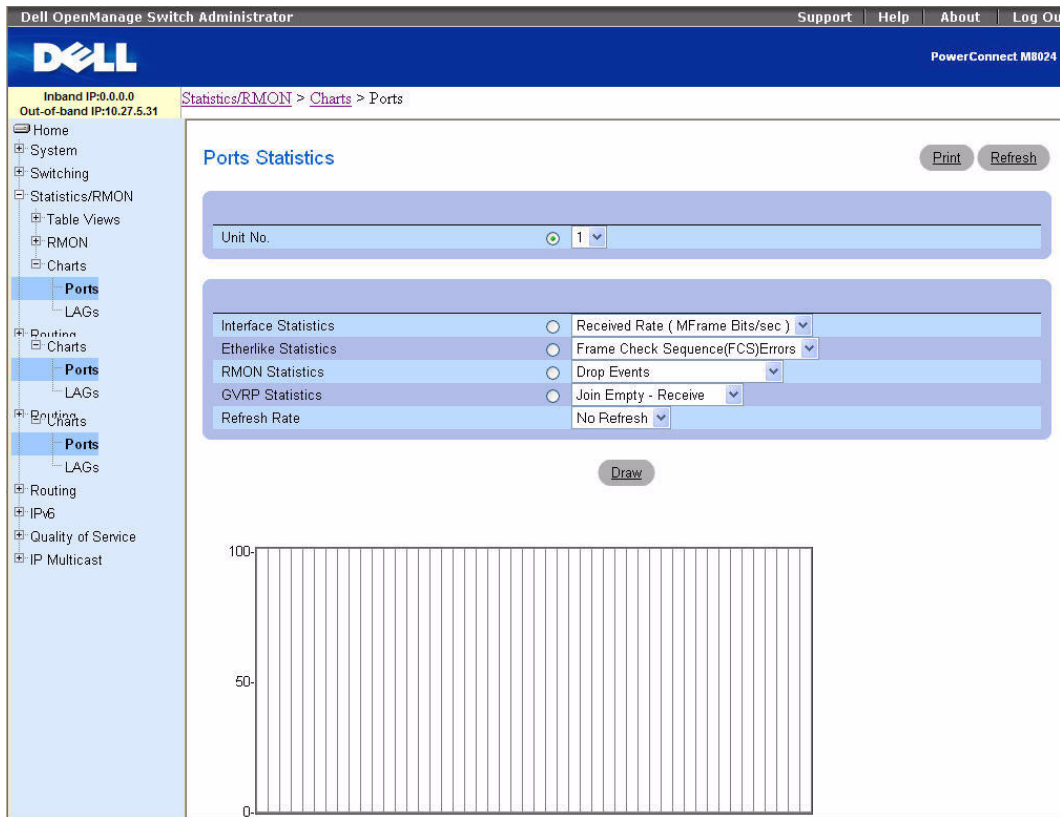 Dell OpenManage Switch Administrator
Support Help About Log Ou
DELL
PowerConnect M8024
Inband IP:0.0.0.0
Out-of-band IP:10.27.5.31
Statistics/RMON > Charts > Ports
Home
System
Switching
Statistics/RMON
Table Views
RMON
Charts
Ports
LAGs
Routing
Charts
Ports
LAGs
Routing
Charts
Ports
LAGs
Routing
IPv6
Quality of Service
IP Multicast
Ports Statistics
Print Refresh
Unit No. 1
Interface Statistics Received Rate ( MFrame Bits/sec )
Etherlike Statistics Frame Check Sequence(FCS)Errors
RMON Statistics Drop Events
GVRP Statistics Join Empty - Receive
Refresh Rate No Refresh
Draw
100-
50-
0-